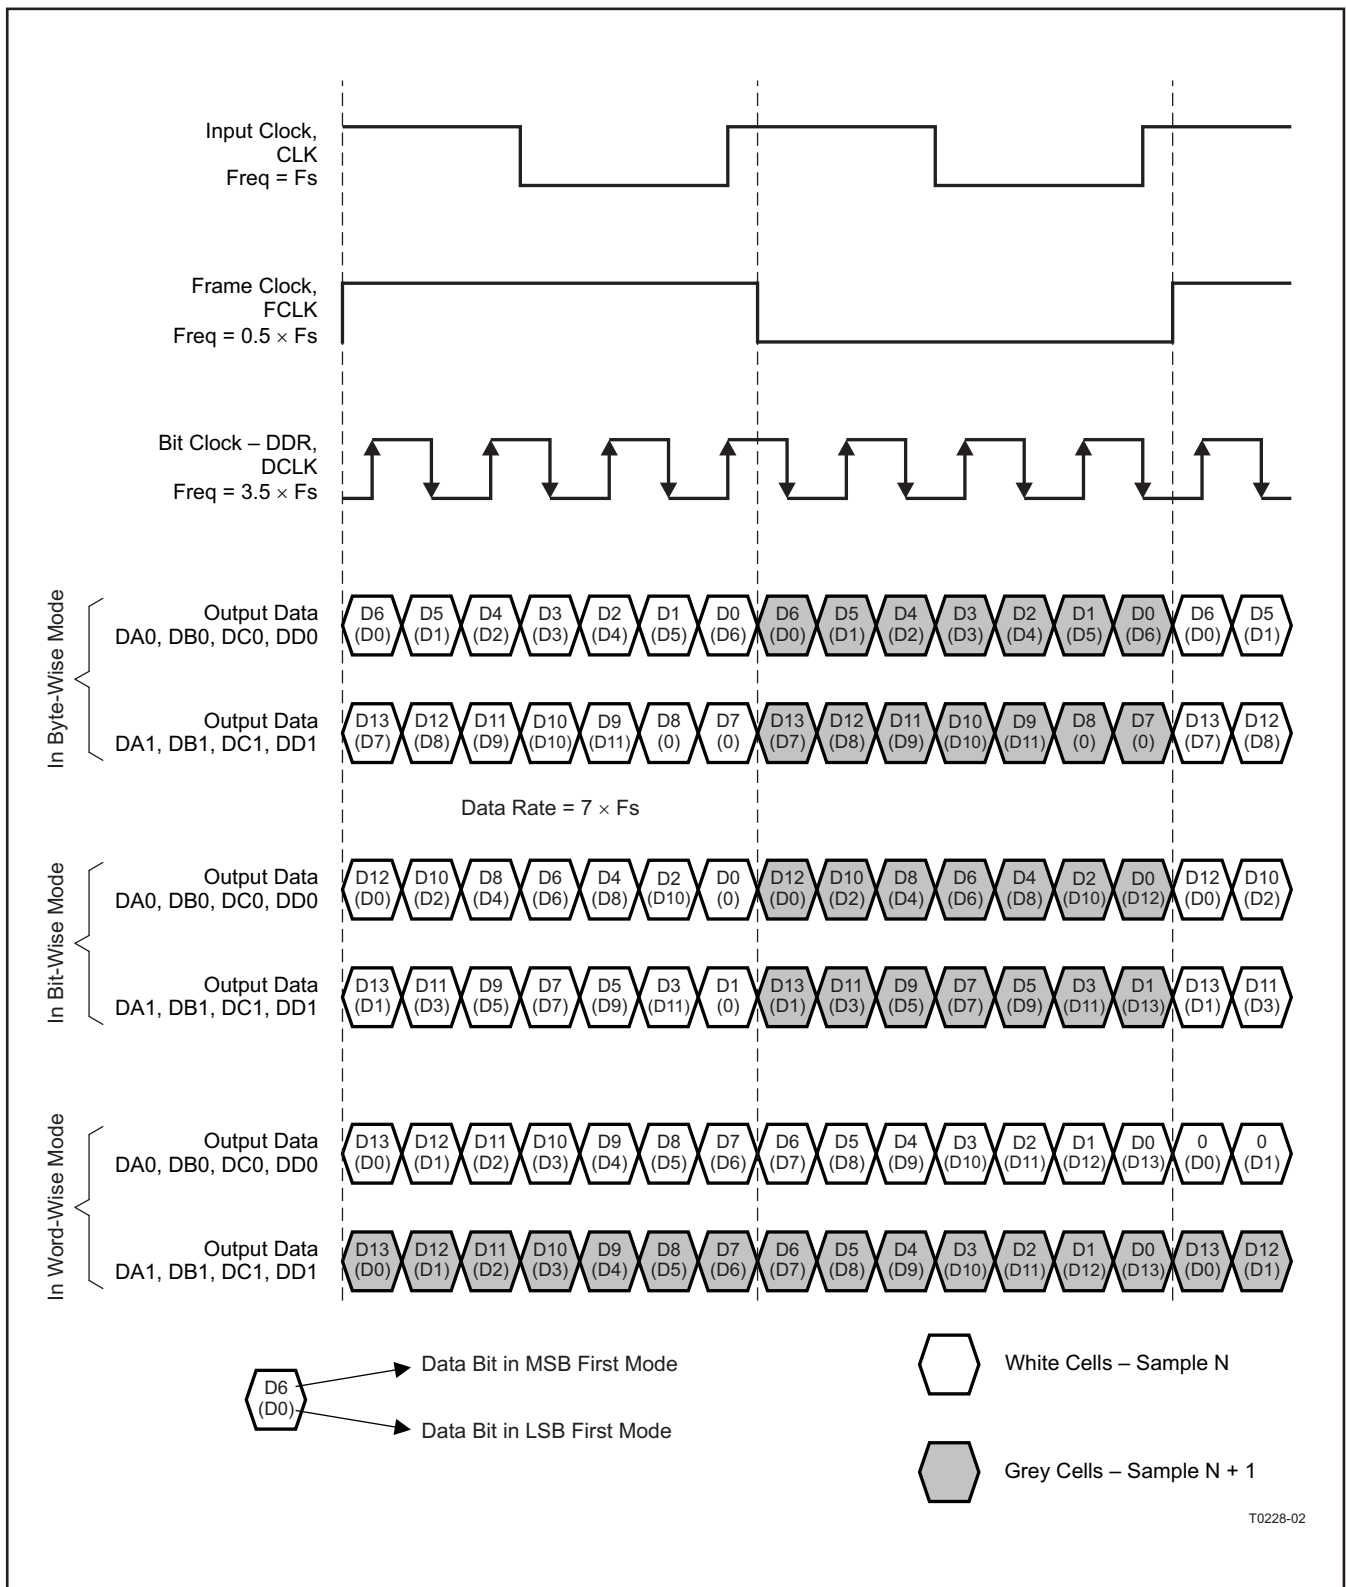 Input Clock,
CLK
Freq = Fs
Frame Clock,
FCLK
Freq = 0.5 × Fs
Bit Clock – DDR,
DCLK
Freq = 3.5 × Fs
In Byte-Wise Mode
Output Data
DA0, DB0, DC0, DD0
D6 D5 D4 D3 D2 D1 D0 D6 D5 D4 D3 D2 D1 D0 D6 D5
(D0) (D1) (D2) (D3) (D4) (D5) (D6) (D0) (D1) (D2) (D3) (D4) (D5) (D6) (D0) (D1)
Output Data
DA1, DB1, DC1, DD1
D13 D12 D11 D10 D9 D8 D7 D13 D12 D11 D10 D9 D8 D7 D13 D12
(D7) (D8) (D9) (D10) (D11) (0) (0) (D7) (D8) (D9) (D10) (D11) (0) (0) (D7) (D8)
Data Rate = 7 × Fs
In Bit-Wise Mode
Output Data
DA0, DB0, DC0, DD0
D12 D10 D8 D6 D4 D2 D0 D12 D10 D8 D6 D4 D2 D0 D12 D10
(D0) (D2) (D4) (D6) (D8) (D10) (0) (D0) (D2) (D4) (D6) (D8) (D10) (D12) (D0) (D2)
Output Data
DA1, DB1, DC1, DD1
D13 D11 D9 D7 D5 D3 D1 D13 D11 D9 D7 D5 D3 D1 D13 D11
(D1) (D3) (D5) (D7) (D9) (D11) (0) (D1) (D3) (D5) (D7) (D9) (D11) (D13) (D1) (D3)
In Word-Wise Mode
Output Data
DA0, DB0, DC0, DD0
D13 D12 D11 D10 D9 D8 D7 D6 D5 D4 D3 D2 D1 D0 0 0
(D0) (D1) (D2) (D3) (D4) (D5) (D6) (D7) (D8) (D9) (D10) (D11) (D12) (D13) (D0) (D1)
Output Data
DA1, DB1, DC1, DD1
D13 D12 D11 D10 D9 D8 D7 D6 D5 D4 D3 D2 D1 D0 D13 D12
(D0) (D1) (D2) (D3) (D4) (D5) (D6) (D7) (D8) (D9) (D10) (D11) (D12) (D13) (D0) (D1)
D6
(D0)
Data Bit in MSB First Mode
Data Bit in LSB First Mode
White Cells – Sample N
Grey Cells – Sample N + 1
T0228-02